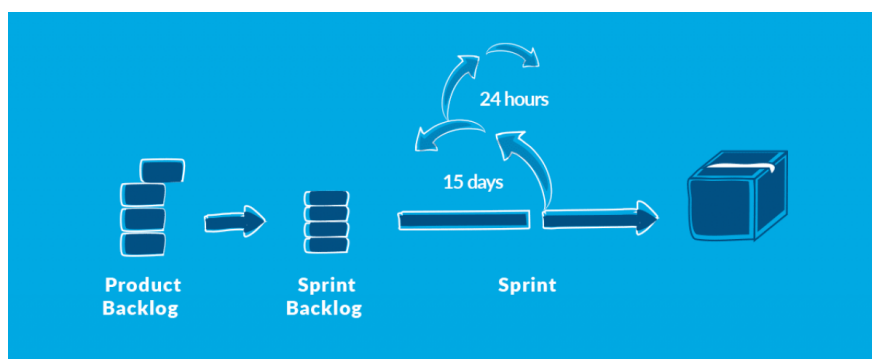 24 hours
15 days
Product
Backlog
Sprint
Backlog
Sprint